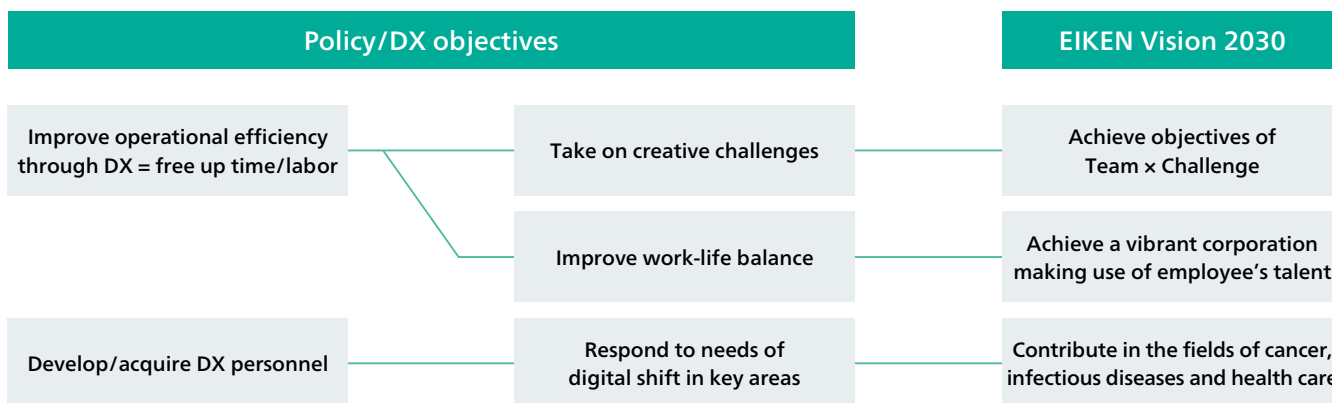 Policy/DX objectives
EIKEN Vision 2030
Improve operational efficiency
through DX = free up time/labor
Take on creative challenges
Achieve objectives of
Team × Challenge
Improve work-life balance
Achieve a vibrant corporation
making use of employee’s talent
Develop/acquire DX personnel
Respond to needs of
digital shift in key areas
Contribute in the fields of cancer,
infectious diseases and health care